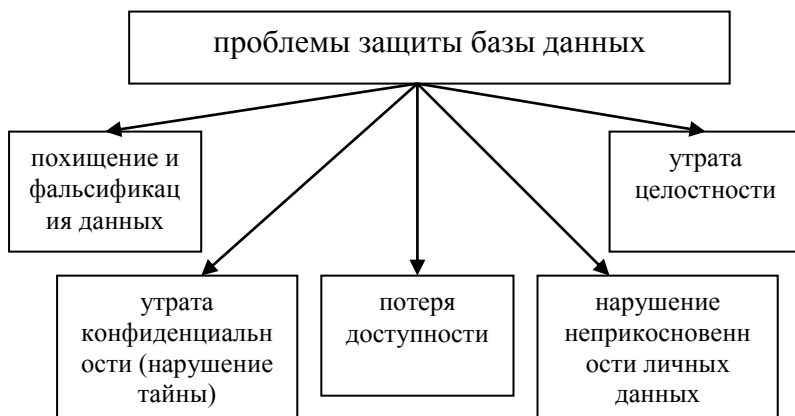 проблемы защиты базы данных
похищение и
фальсификац
ия данных
утрата
целостности
утрата
конфиденциальн
ости (нарушение
тайны)
потеря
доступности
нарушение
неприкосновенн
ости личных
данных